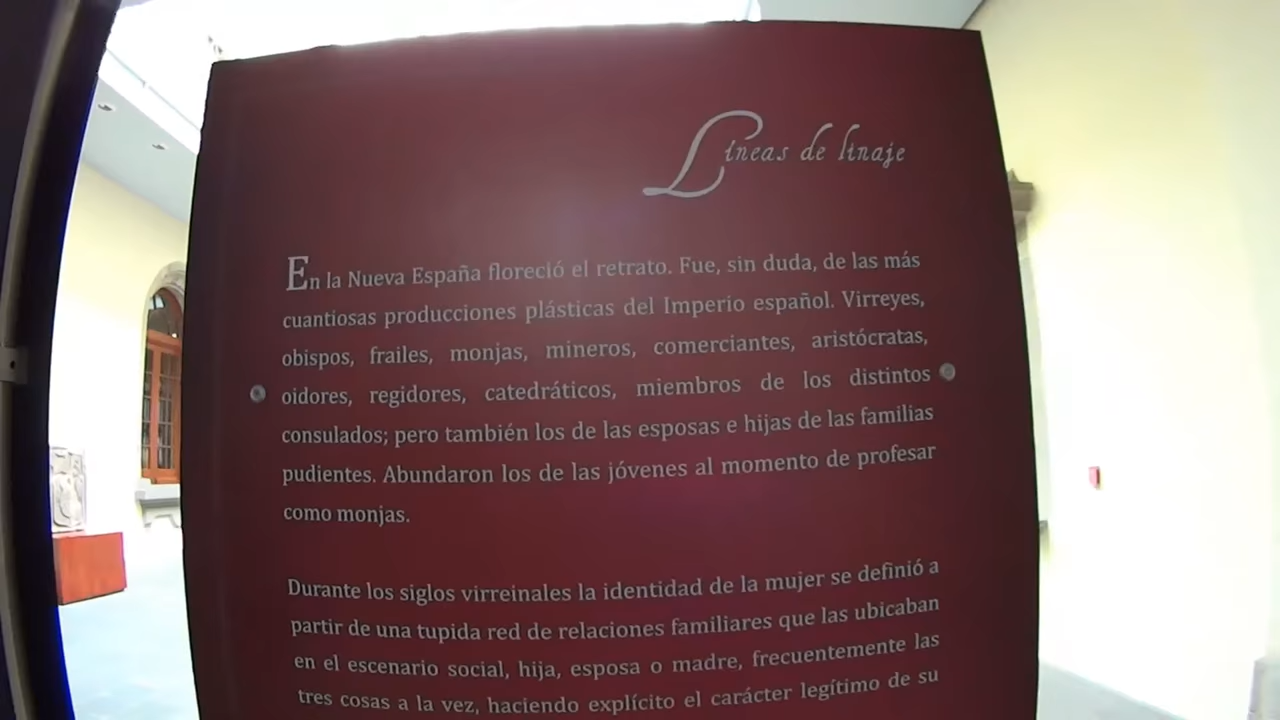 Líneas de linaje
En la Nueva España floreció el retrato. Fue, sin duda, de las más
cuantiosas producciones plásticas del Imperio español. Virreyes,
obispos, frailes, monjas, mineros, comerciantes, aristócratas,
oidores, regidores, catedráticos, miembros de los distintos
consulados; pero también los de las esposas e hijas de las familias
pudientes. Abundaron los de las jóvenes al momento de profesar
como monjas.
Durante los siglos virreinales la identidad de la mujer se definió a
partir de una tupida red de relaciones familiares que las ubicaban
en el escenario social, hija, esposa o madre, frecuentemente las
tres cosas a la vez, haciendo explícito el carácter legítimo de su